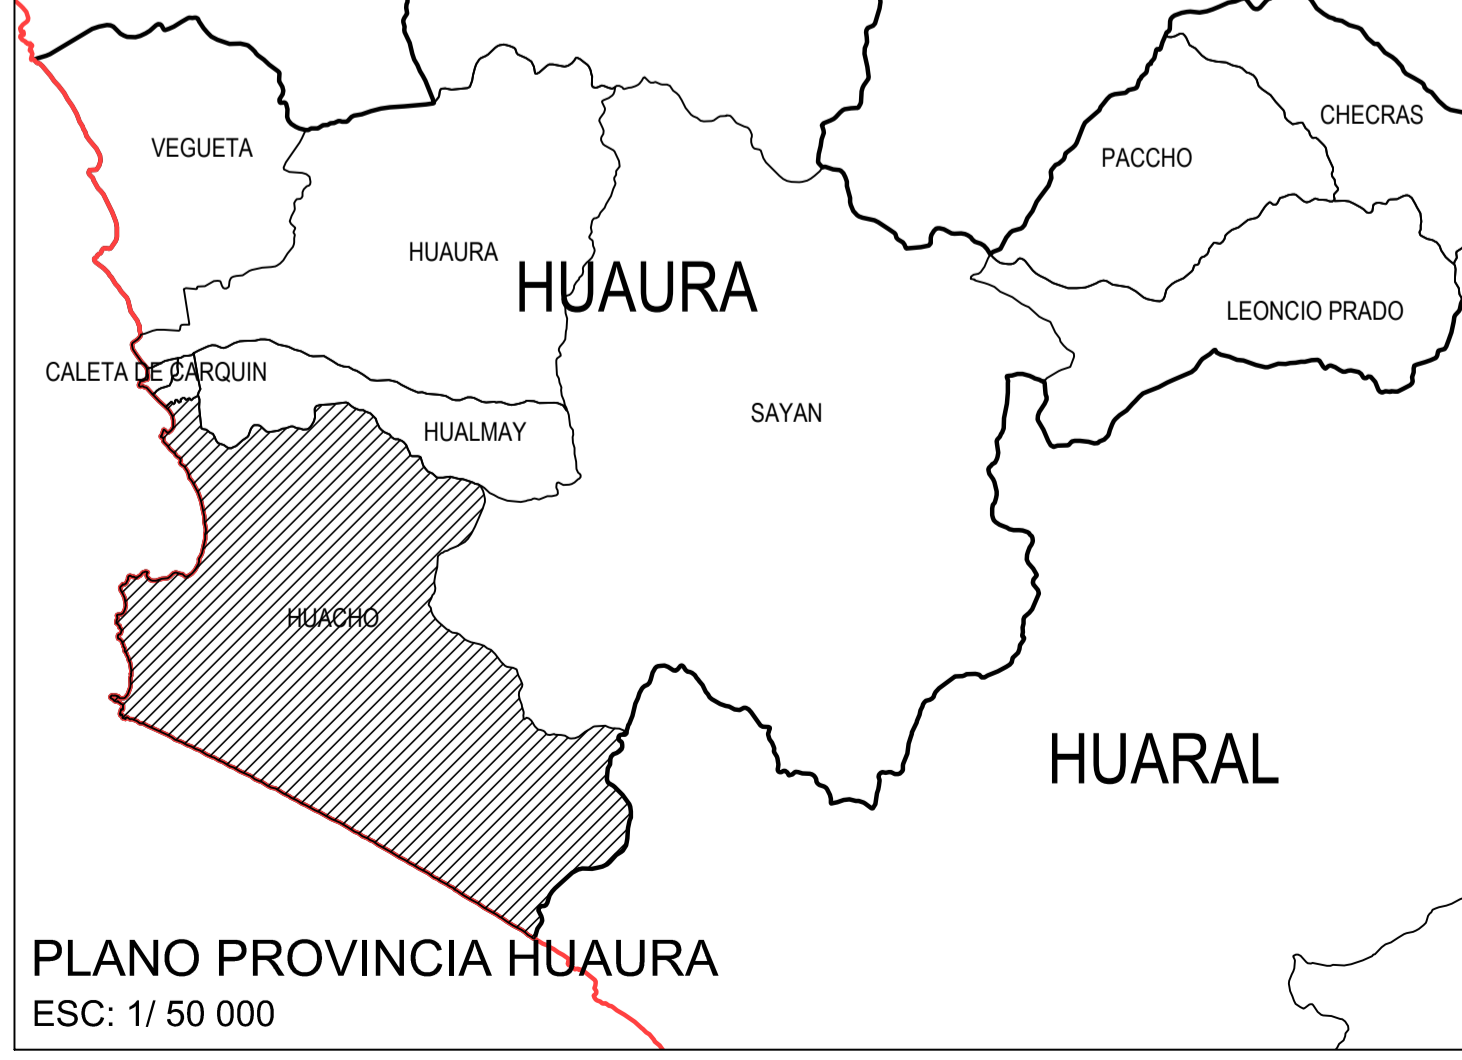 CHECRAS
VEGUETA
PACCHO
HUAURA
HUAURA
LEONCIO PRADO
CALETA DE CARQUIN
SAYAN
HUALMAY
HUACHO
HUARAL
PLANO PROVINCIA HUAURA
ESC: 1/ 50 000